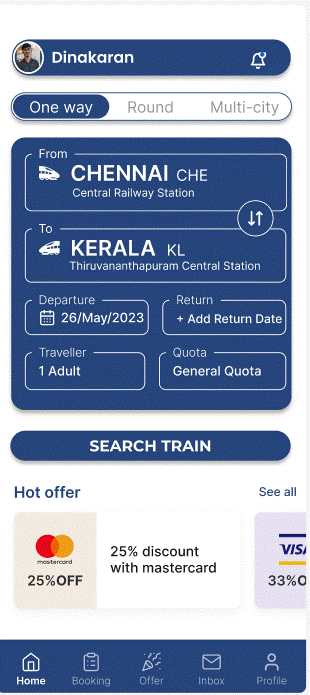 Dinakaran
One way Round Multi-city
From
CHENNAI CHE
Central Railway Station
To
KERALA KL
Thiruvananthapuram Central Station
Departure Return
26/May/2023 + Add Return Date
Traveller Quota
1 Adult General Quota
SEARCH TRAIN
Hot offer See all
mastercard
25%OFF
25% discount
with mastercard
VISA
33%O
Home Booking Offer Inbox Profile